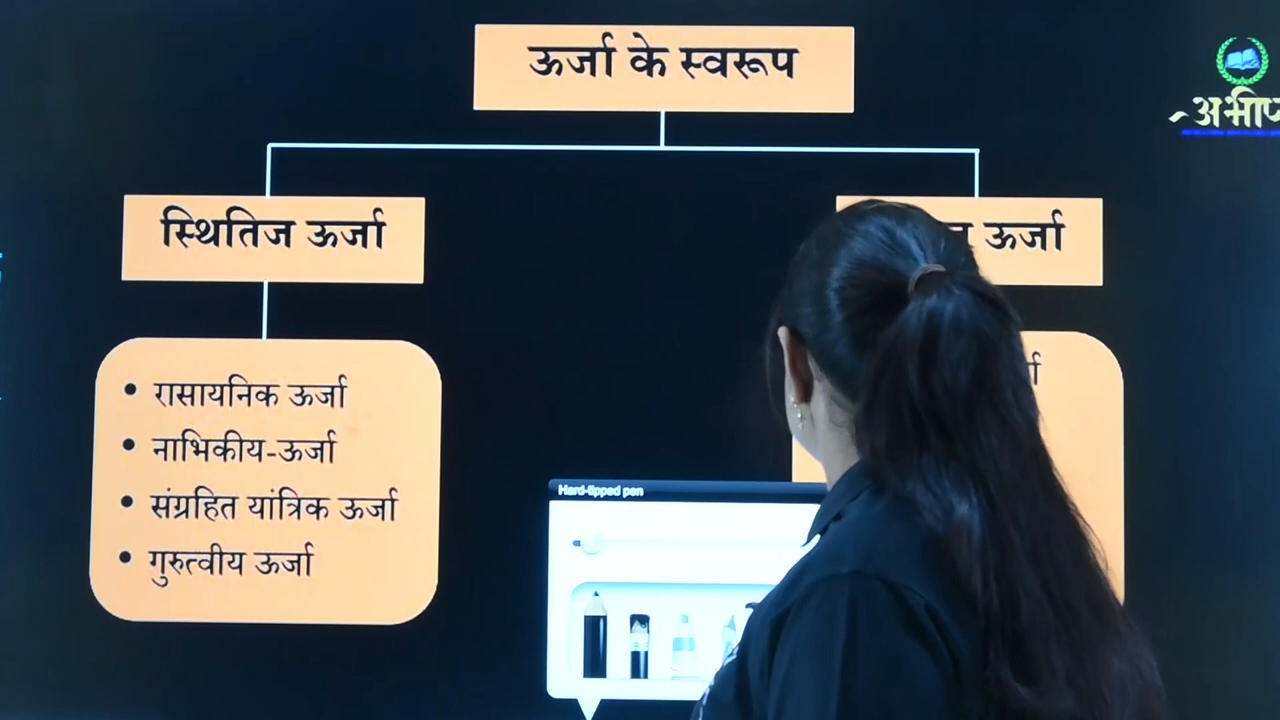 ऊर्जा के स्वरूप
स्थितिज ऊर्जा
ऊर्जा
• रासायनिक ऊर्जा
• नाभिकीय-ऊर्जा
• संग्रहित यांत्रिक ऊर्जा
• गुरुत्वीय ऊर्जा
Hard-tipped pen